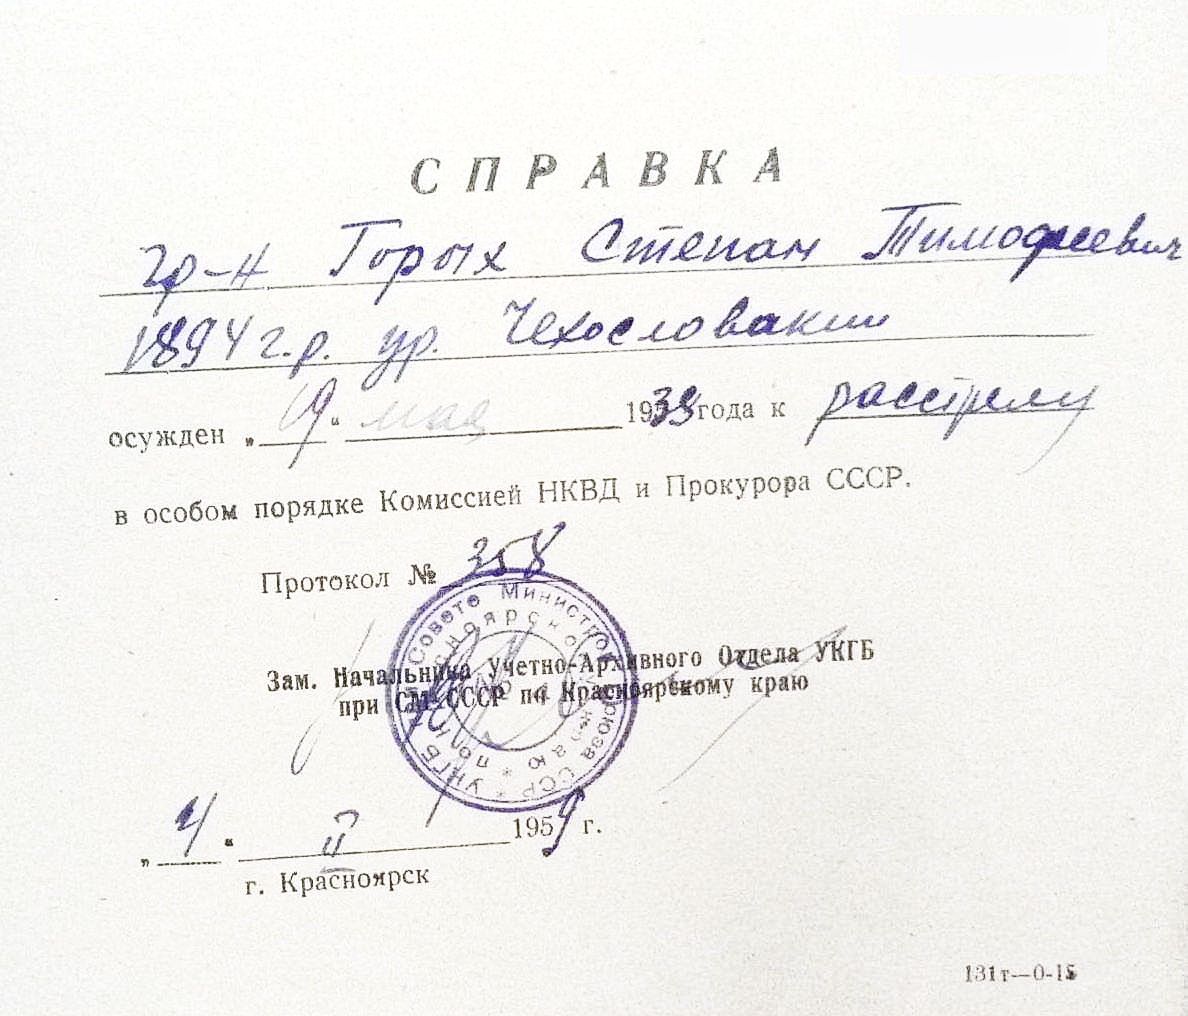 СПРАВКА
гр-н Горых Степан Тимофеевич
1894 г.р. ур. Чехословакии
осужден „19“ мая 1938 года к расстрелу
в особом порядке Комиссией НКВД и Прокурора СССР.
Протокол № 358
Зам. Начальника Учетно-Архивного Отдела УКГБ
при СМ СССР по Красноярскому краю
„4“ II 1959 г.
г. Красноярск
131т—0-15